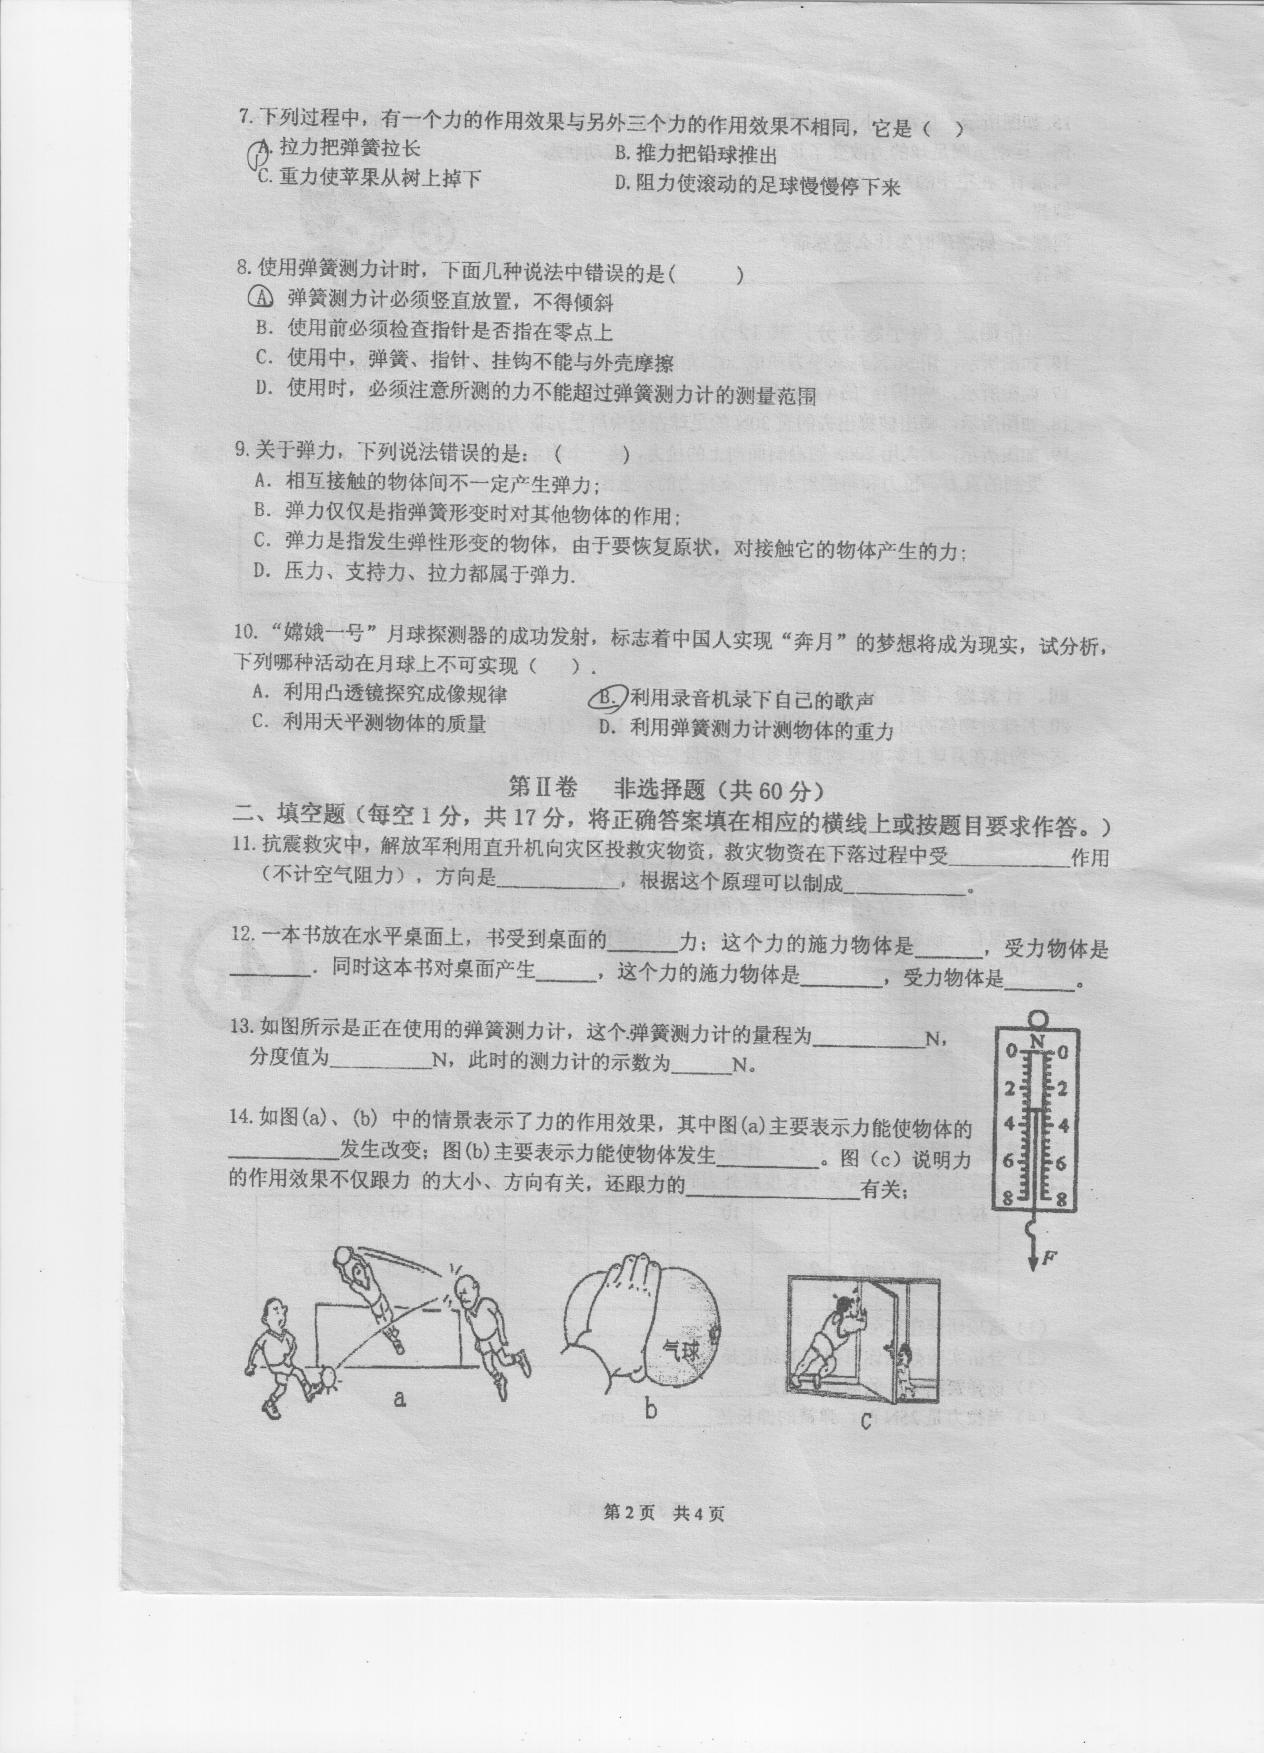 7.下列过程中，有一个力的作用效果与另外三个力的作用效果不相同，它是（ ）
A.拉力把弹簧拉长 B.推力把铅球推出
C.重力使苹果从树上掉下 D.阻力使滚动的足球慢慢停下来
8.使用弹簧测力计时，下面几种说法中错误的是( )
A 弹簧测力计必须竖直放置，不得倾斜
B. 使用前必须检查指针是否指在零点上
C. 使用中，弹簧、指针、挂钩不能与外壳摩擦
D. 使用时，必须注意所测的力不能超过弹簧测力计的测量范围
9.关于弹力，下列说法错误的是：（ ）
A. 相互接触的物体间不一定产生弹力；
B. 弹力仅仅是指弹簧形变时对其他物体的作用；
C. 弹力是指发生弹性形变的物体，由于要恢复原状，对接触它的物体产生的力；
D. 压力、支持力、拉力都属于弹力.
10.“嫦娥一号”月球探测器的成功发射，标志着中国人实现“奔月”的梦想将成为现实，试分析，
下列哪种活动在月球上不可实现（ ）.
A. 利用凸透镜探究成像规律 B. 利用录音机录下自己的歌声
C. 利用天平测物体的质量 D. 利用弹簧测力计测物体的重力
第Ⅱ卷 非选择题（共60分）
二、填空题（每空1分，共17分，将正确答案填在相应的横线上或按题目要求作答。）
11.抗震救灾中，解放军利用直升机向灾区投救灾物资，救灾物资在下落过程中受____________作用
（不计空气阻力），方向是____________，根据这个原理可以制成____________。
12.一本书放在水平桌面上，书受到桌面的_______力；这个力的施力物体是_______，受力物体是
________．同时这本书对桌面产生______，这个力的施力物体是________，受力物体是_______。
13.如图所示是正在使用的弹簧测力计，这个.弹簧测力计的量程为___________N，
分度值为__________N，此时的测力计的示数为______N。
14.如图(a)、(b) 中的情景表示了力的作用效果，其中图(a)主要表示力能使物体的
___________发生改变；图(b)主要表示力能使物体发生__________。图（c）说明力
的作用效果不仅跟力 的大小、方向有关，还跟力的_________________有关；
N
0 0
2 2
4 4
6 6
8 8
F
气球
a b c
第2页 共4页